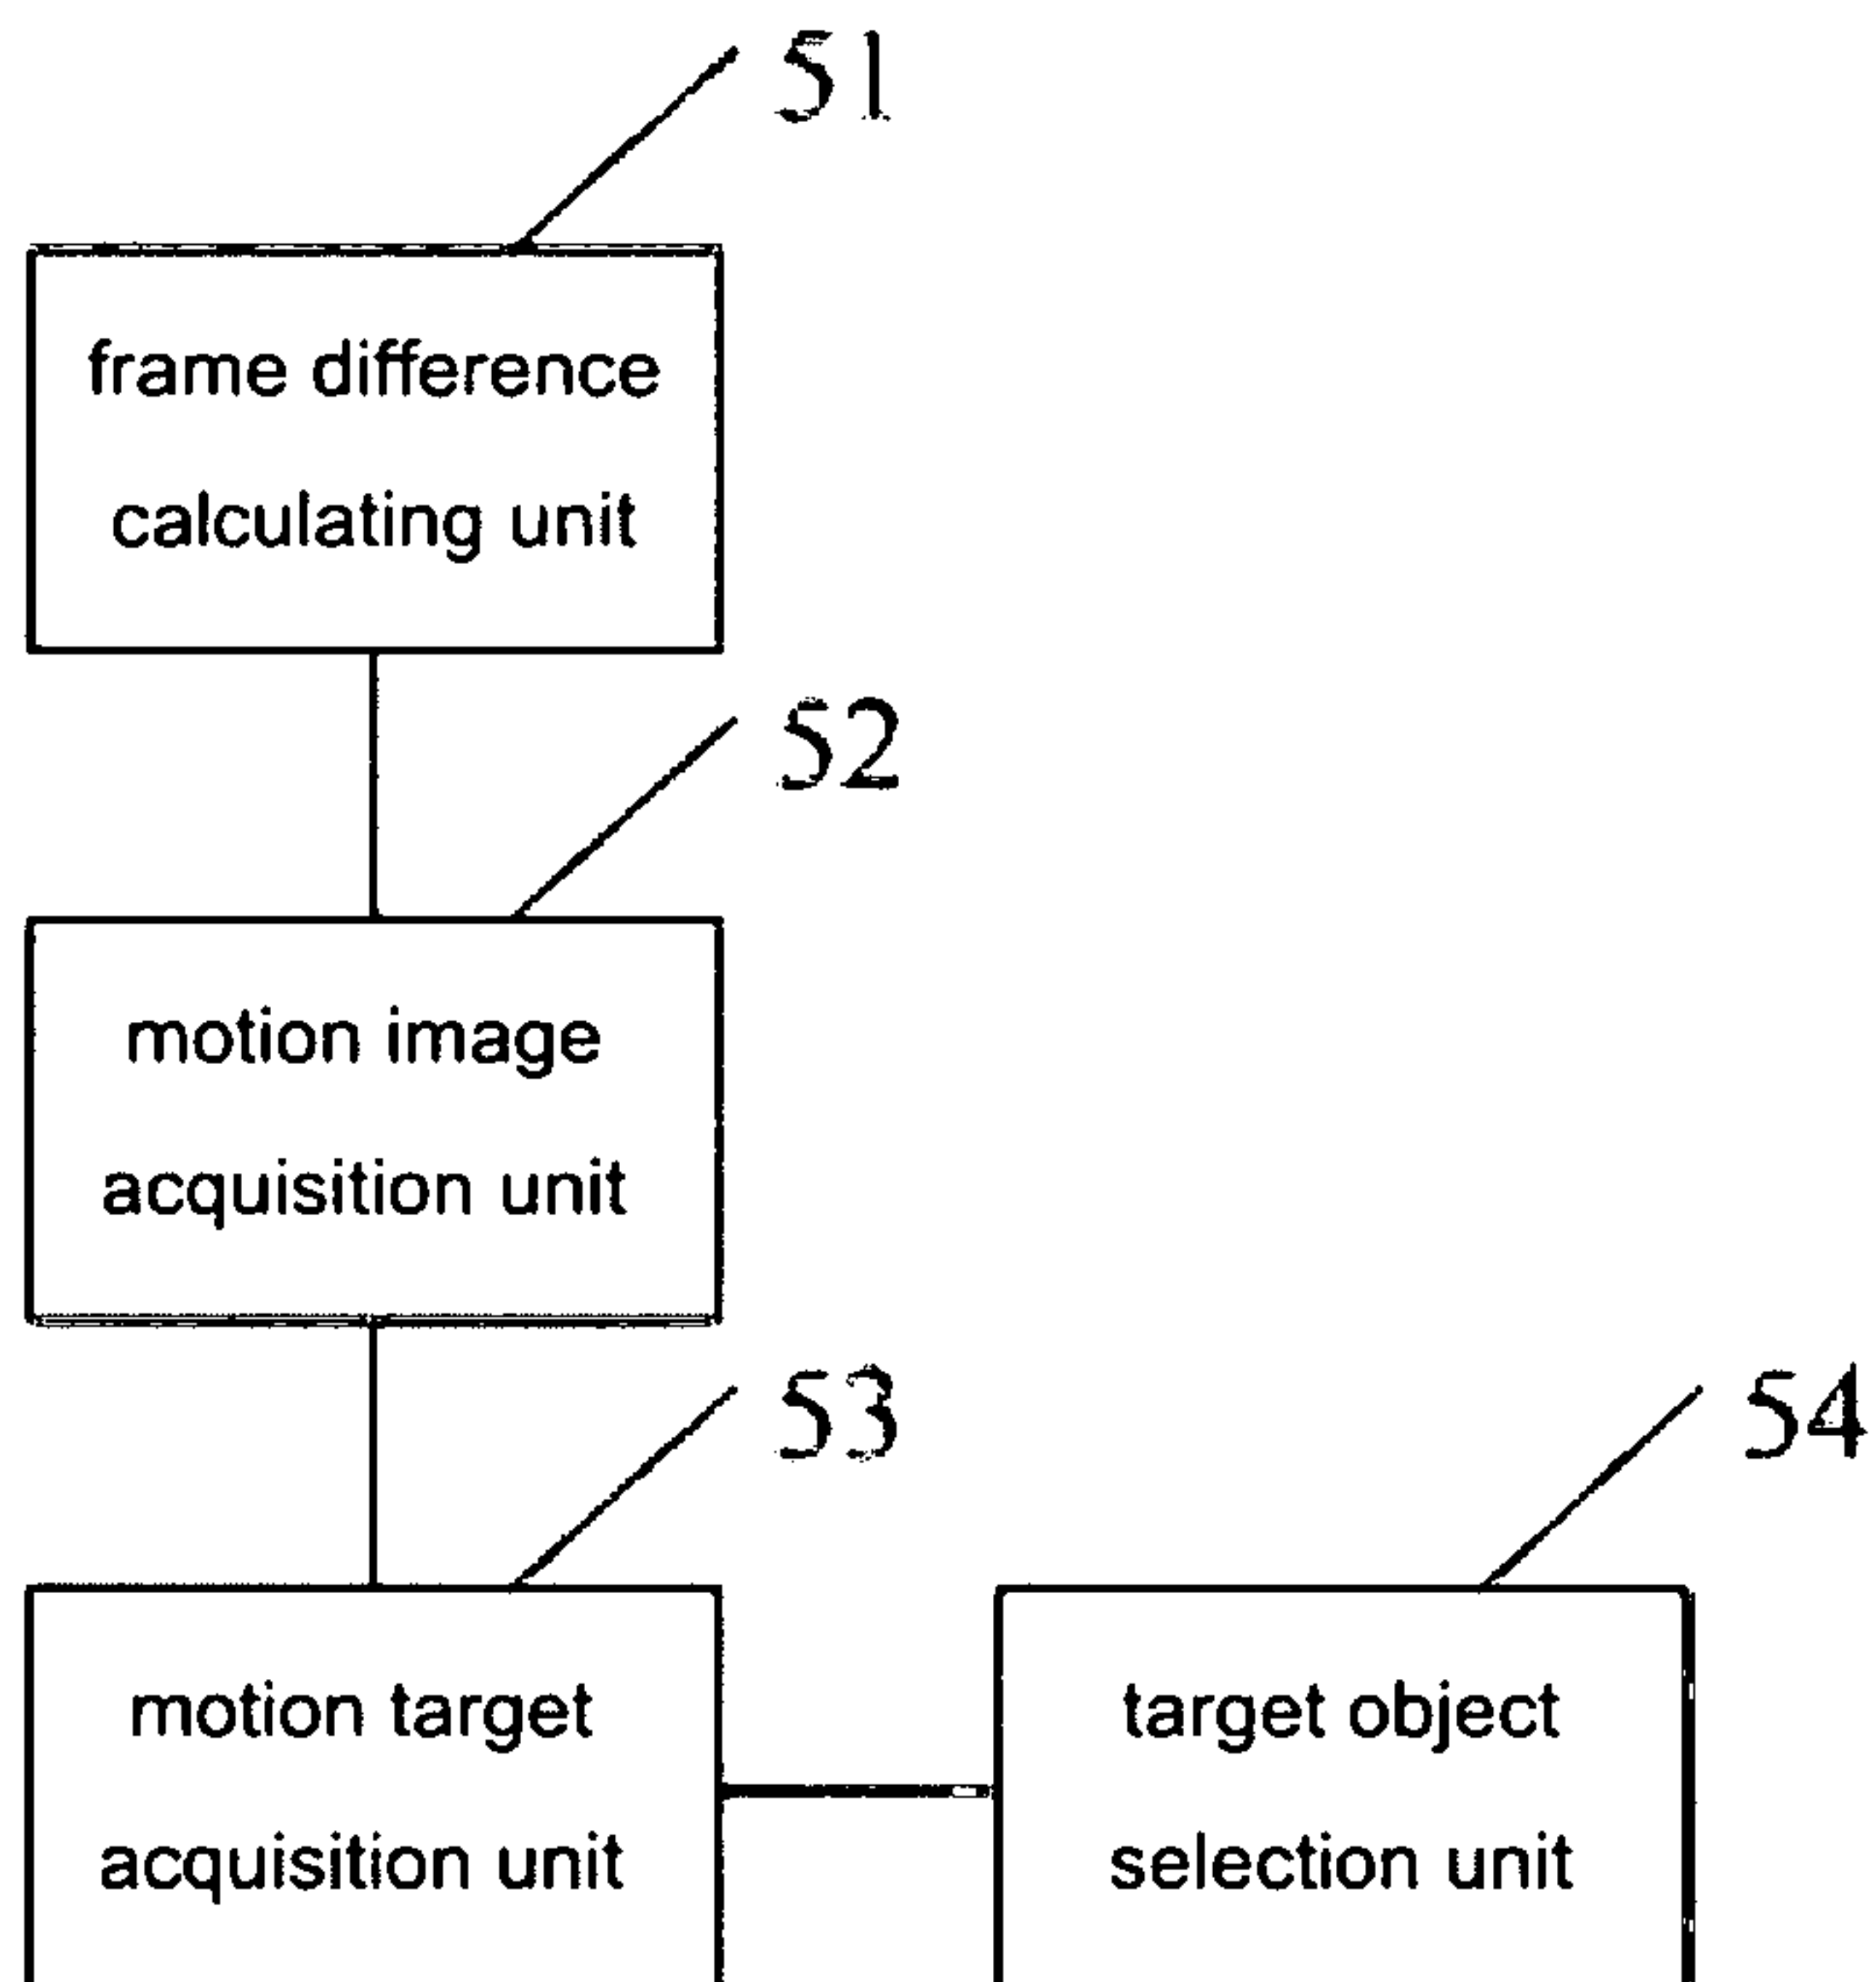 51
frame difference
calculating unit
52
motion image
acquisition unit
53
54
motion target
acquisition unit
target object
selection unit